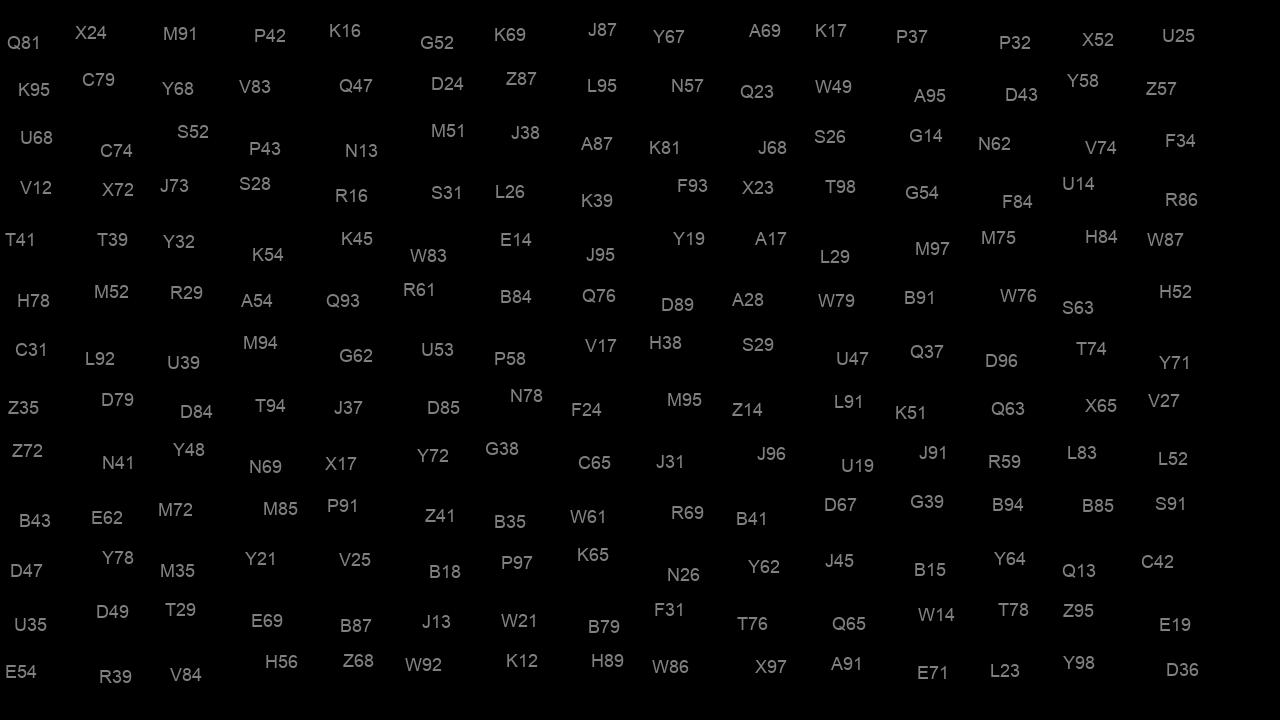 Q81 X24 M91 P42 K16 G52 K69 J87 Y67 A69 K17 P37 P32 X52 U25
K95 C79 Y68 V83 Q47 D24 Z87 L95 N57 Q23 W49 A95 D43 Y58 Z57
U68 C74 S52 P43 N13 M51 J38 A87 K81 J68 S26 G14 N62 V74 F34
V12 X72 J73 S28 R16 S31 L26 K39 F93 X23 T98 G54 F84 U14 R86
T41 T39 Y32 K54 K45 W83 E14 J95 Y19 A17 L29 M97 M75 H84 W87
H78 M52 R29 A54 Q93 R61 B84 Q76 D89 A28 W79 B91 W76 S63 H52
C31 L92 U39 M94 G62 U53 P58 V17 H38 S29 U47 Q37 D96 T74 Y71
Z35 D79 D84 T94 J37 D85 N78 F24 M95 Z14 L91 K51 Q63 X65 V27
Z72 N41 Y48 N69 X17 Y72 G38 C65 J31 J96 U19 J91 R59 L83 L52
B43 E62 M72 M85 P91 Z41 B35 W61 R69 B41 D67 G39 B94 B85 S91
D47 Y78 M35 Y21 V25 B18 P97 K65 N26 Y62 J45 B15 Y64 Q13 C42
U35 D49 T29 E69 B87 J13 W21 B79 F31 T76 Q65 W14 T78 Z95 E19
E54 R39 V84 H56 Z68 W92 K12 H89 W86 X97 A91 E71 L23 Y98 D36